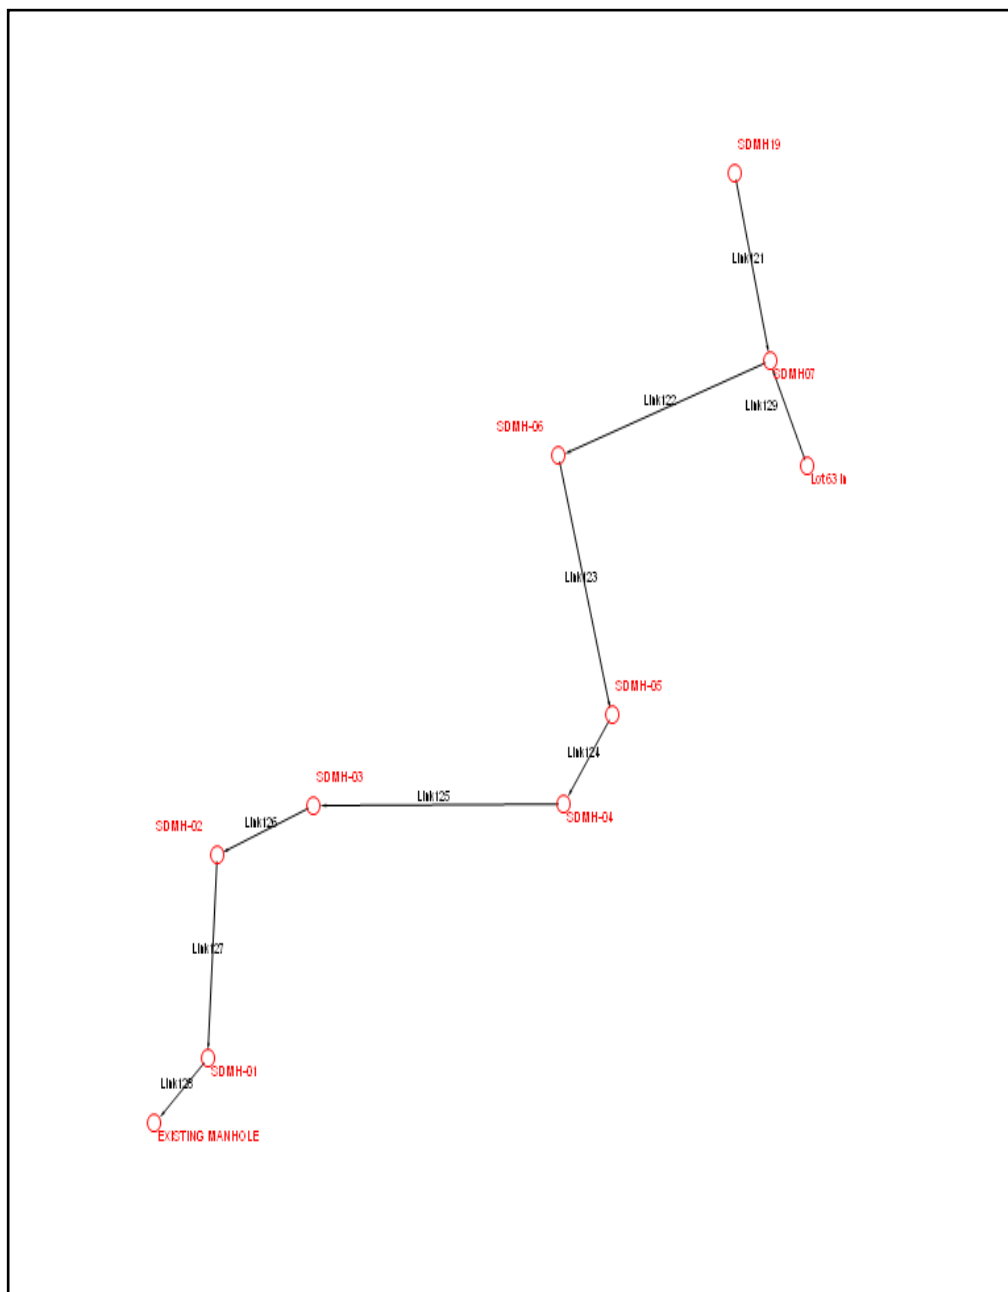 SDMH19
Link121
SDMH07
Link122
Link129
SDMH-06
Lot63 In
Link123
SDMH-05
Link124
SDMH-03
Link125
SDMH-04
Link126
SDMH-02
Link127
SDMH-01
Link128
EXISTING MANHOLE